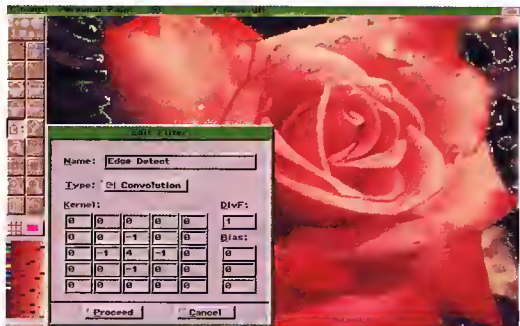 Personal Paint
Edit Filter
Name: Edge Detect
Type: Convolution
Kernel: DivF:
0 0 0 0 0 1
0 0 -1 0 0 Bias:
0 -1 4 -1 0 0
0 0 -1 0 0 0
0 0 0 0 0 0
Proceed Cancel